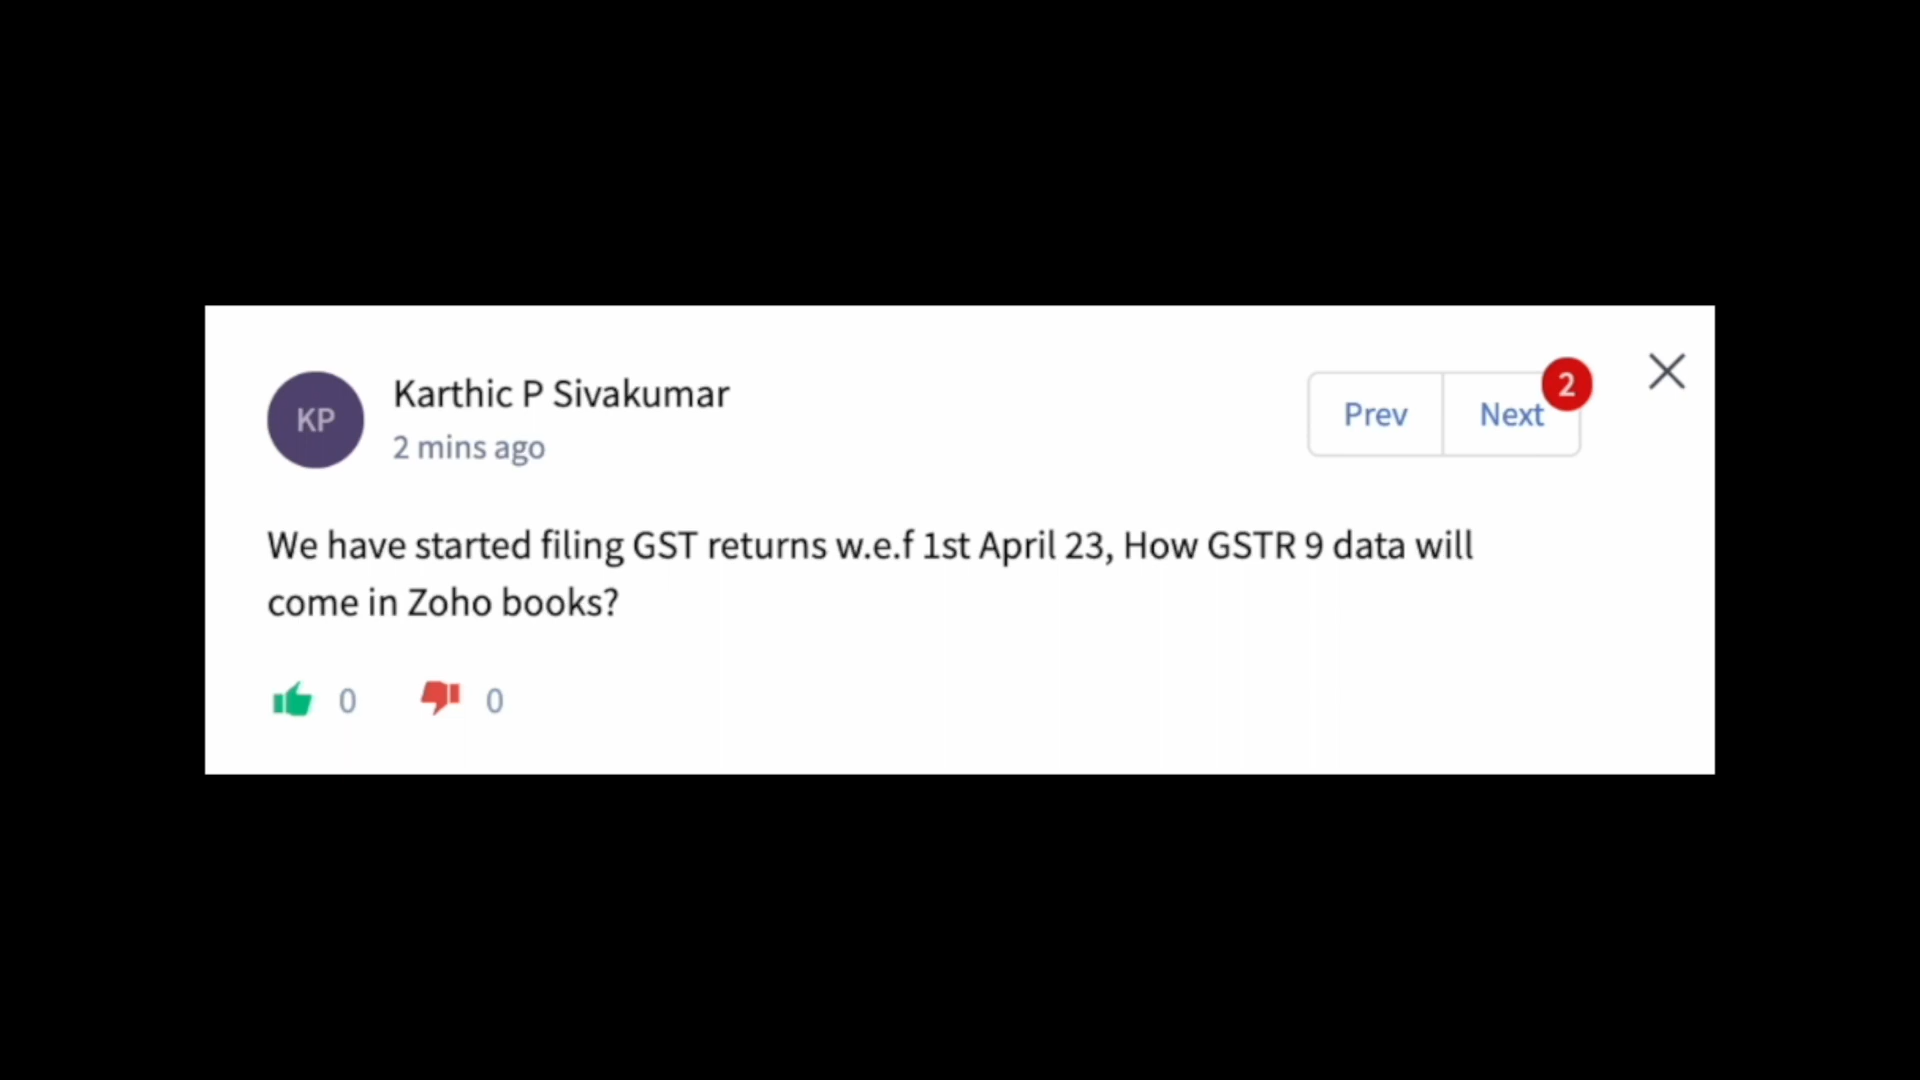 KP
Karthic P Sivakumar
2 mins ago
Prev
Next
2
We have started filing GST returns w.e.f 1st April 23, How GSTR 9 data will
come in Zoho books?
0
0